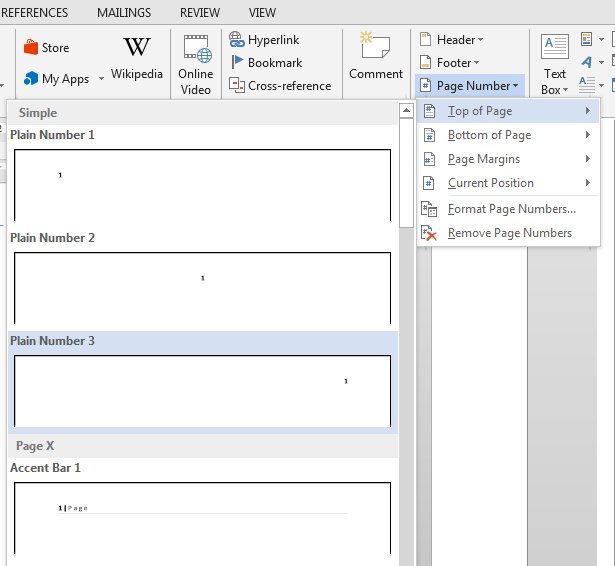 REFERENCES MAILINGS REVIEW VIEW
Store
My Apps
W
Wikipedia
Online
Video
Hyperlink
Bookmark
Cross-reference
Comment
Header
Footer
Page Number
A
Text
Box
Top of Page
Bottom of Page
Page Margins
Current Position
Format Page Numbers...
Remove Page Numbers
Simple
Plain Number 1
1
Plain Number 2
1
Plain Number 3
1
Page X
Accent Bar 1
1|Page